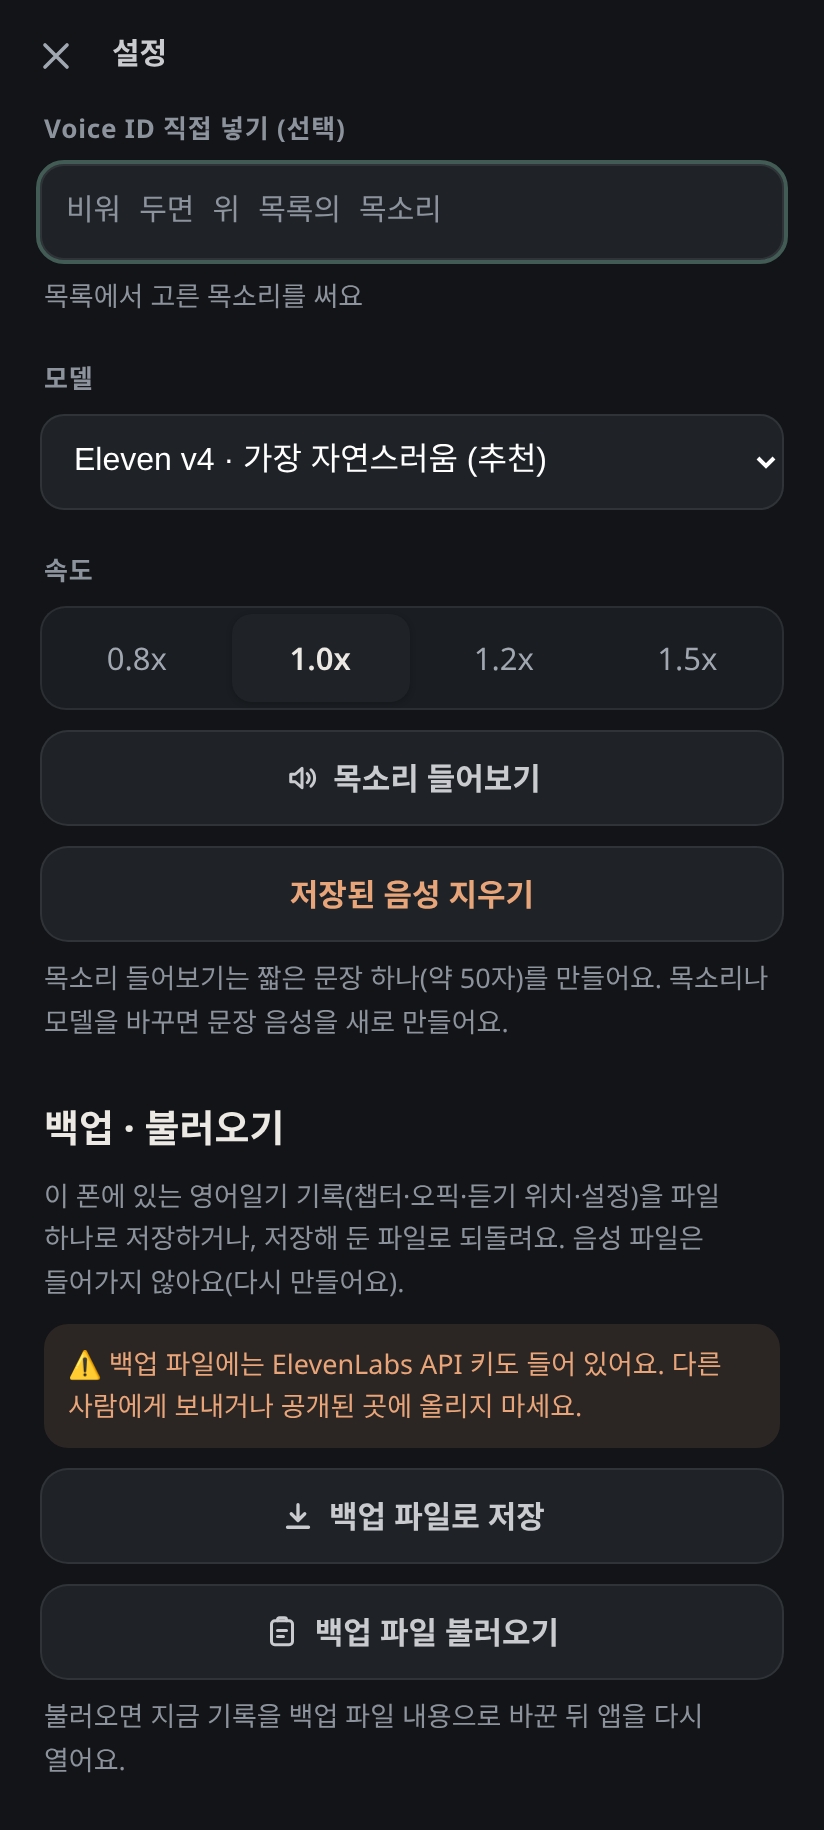 설정
Voice ID 직접 넣기 (선택)
비워 두면 위 목록의 목소리
목록에서 고른 목소리를 써요
모델
Eleven v4 · 가장 자연스러움 (추천)
속도
0.8x 1.0x 1.2x 1.5x
목소리 들어보기
저장된 음성 지우기
목소리 들어보기는 짧은 문장 하나(약 50자)를 만들어요. 목소리나
모델을 바꾸면 문장 음성을 새로 만들어요.
백업 · 불러오기
이 폰에 있는 영어일기 기록(챕터·오픽·듣기 위치·설정)을 파일
하나로 저장하거나, 저장해 둔 파일로 되돌려요. 음성 파일은
들어가지 않아요(다시 만들어요).
⚠️ 백업 파일에는 ElevenLabs API 키도 들어 있어요. 다른
사람에게 보내거나 공개된 곳에 올리지 마세요.
백업 파일로 저장
백업 파일 불러오기
불러오면 지금 기록을 백업 파일 내용으로 바꾼 뒤 앱을 다시
열어요.